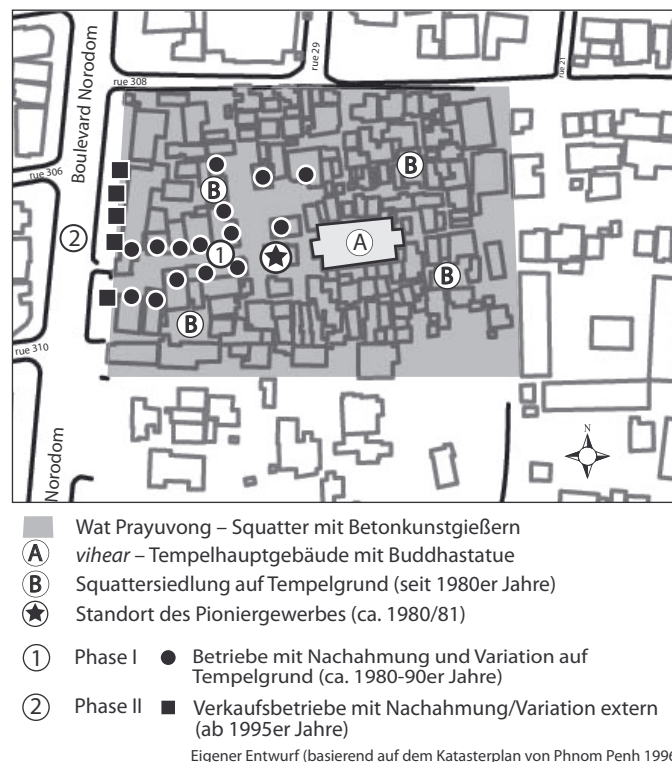 rue 29
rue 21
rue 308
Boulevard Norodom
rue 306
B
B
2
1
A
B
B
rue 310
Norodom
N
Wat Prayuvong – Squatter mit Betonkunstgießern
A vihear – Tempelhauptgebäude mit Buddhastatue
B Squattersiedlung auf Tempelgrund (seit 1980er Jahre)
Standort des Pioniergewerbes (ca. 1980/81)
1 Phase I Betriebe mit Nachahmung und Variation auf
Tempelgrund (ca. 1980-90er Jahre)
2 Phase II Verkaufsbetriebe mit Nachahmung/Variation extern
(ab 1995er Jahre)
Eigener Entwurf (basierend auf dem Katasterplan von Phnom Penh 1996